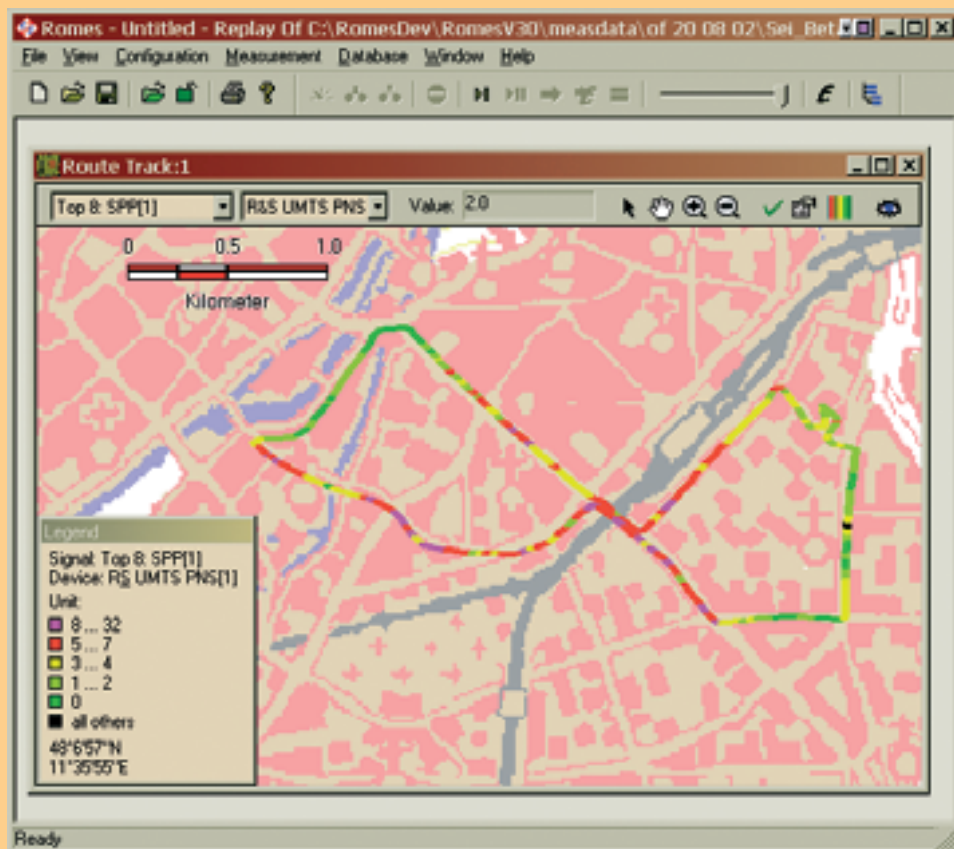 Romes - Untitled - Replay Of C:\RomesDev\RomesV30\measdata\of 20 08 02\Sei_Bet
File View Configuration Measurement Database Window Help
Route Track:1
Top 8: SPP[1] R&S UMTS PNS Value: 2.0
0 0.5 1.0
Kilometer
Legend
Signal: Top 8: SPP[1]
Device: RS UMTS PNS[1]
Unit:
8 ... 32
5 ... 7
3 ... 4
1 ... 2
0
all others
48°6'57"N
11°35'55"E
Ready